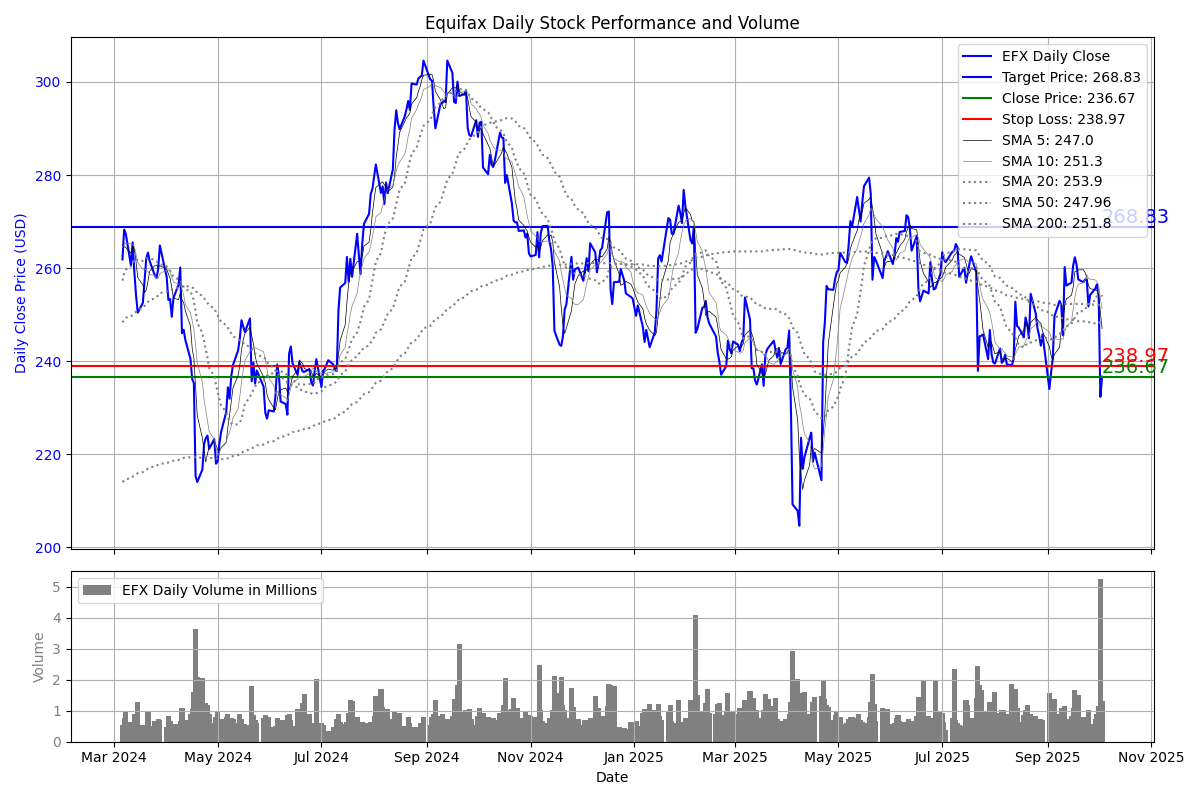 Equifax Daily Stock Performance and Volume
Daily Close Price (USD)
300
280
260
240
220
200
EFX Daily Close
Target Price: 268.83
Close Price: 236.67
Stop Loss: 238.97
SMA 5: 247.0
SMA 10: 251.3
SMA 20: 253.9
SMA 50: 247.96
SMA 200: 251.8
268.83
238.97
236.67
EFX Daily Volume in Millions
Volume
5
4
3
2
1
0
Mar 2024 May 2024 Jul 2024 Sep 2024 Nov 2024 Jan 2025 Mar 2025 May 2025 Jul 2025 Sep 2025 Nov 2025
Date